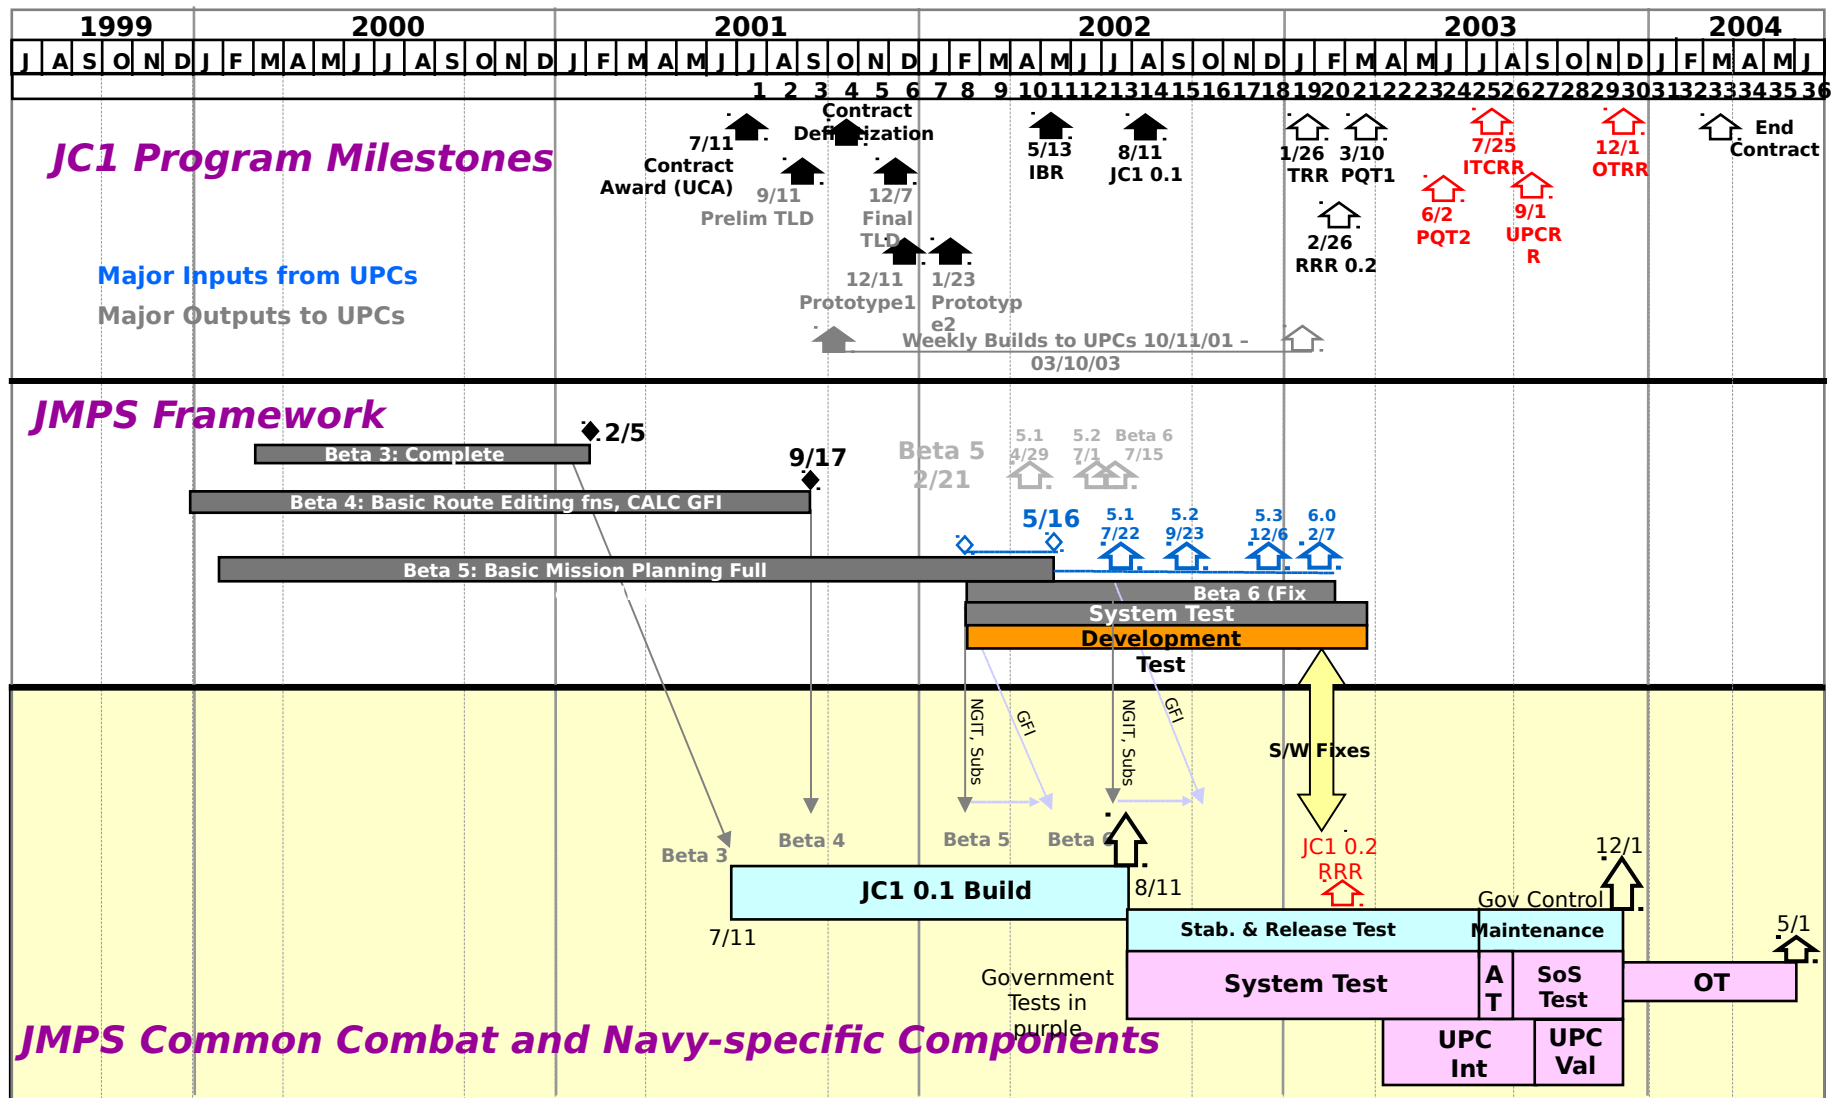 1999 2000 2001 2002 2003 2004
J A S O N D J F M A M J J A S O N D J F M A M J J A S O N D J F M A M J J A S O N D J F M A M J J A S O N D J F M A M J
1 2 3 4 5 6 7 8 9 10 11 12 13 14 15 16 17 18 19 20 21 22 23 24 25 26 27 28 29 30 31 32 33 34 35 36
JC1 Program Milestones
7/11
Contract
Award (UCA)
Contract
Definitization
9/11
Prelim TLD
12/7
Final
TLD
12/11
Prototype1
1/23
Prototyp
e2
5/13
IBR
8/11
JC1 0.1
1/26
TRR
3/10
PQT1
2/26
RRR 0.2
7/25
ITCRR
6/2
PQT2
9/1
UPCR
R
12/1
OTRR
End
Contract
Major Inputs from UPCs
Major Outputs to UPCs
Weekly Builds to UPCs 10/11/01 –
03/10/03
JMPS Framework
2/5
Beta 3: Complete
9/17
Beta 4: Basic Route Editing fns, CALC GFI
Beta 5
2/21
5.1
4/29
5.2
7/1
Beta 6
7/15
5/16
5.1
7/22
5.2
9/23
5.3
12/6
6.0
2/7
Beta 5: Basic Mission Planning Full
Beta 6 (Fix
System Test
Development
Test
NGIT, Subs
GFI
NGIT, Subs
GFI
S/W Fixes
Beta 3
Beta 4
Beta 5
Beta 6
JC1 0.2
RRR
12/1
JC1 0.1 Build
8/11
7/11
Gov Control
Stab. & Release Test
Maintenance
5/1
Government
Tests in
purple
System Test
A
T
SoS
Test
OT
UPC
Int
UPC
Val
JMPS Common Combat and Navy-specific Components